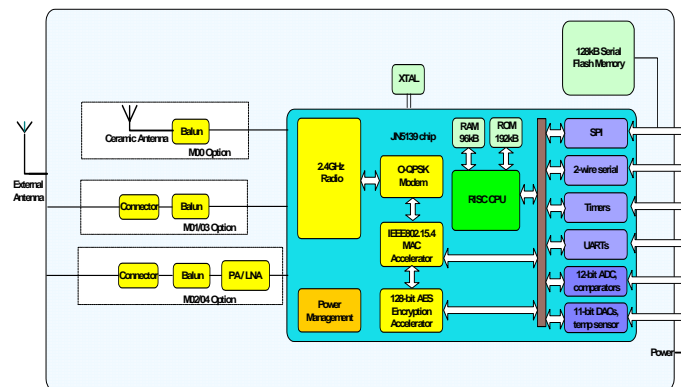 128kB Serial
Flash Memory
XTAL
Ceramic Antenna
Balun
M00 Option
External
Antenna
Connector
Balun
M01/03 Option
Connector
Balun
PA / LNA
M02/04 Option
2.4GHz
Radio
Power
Management
JN5139 chip
O-QPSK
Modem
IEEE802.15.4
MAC
Accelerator
128-bit AES
Encryption
Accelerator
RAM
96kB
ROM
192kB
RISC CPU
SPI
2-wire serial
Timers
UARTs
12-bit ADC,
comparators
11-bit DACs,
temp sensor
Power